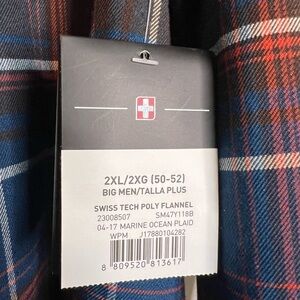 2XL/2XG (50-52)
BIG MEN/TALLA PLUS
SWISS TECH POLY FLANNEL
23008507 SM47Y118B
04-17 MARINE OCEAN PLAID
WPM J17880104282
8 809520 813617